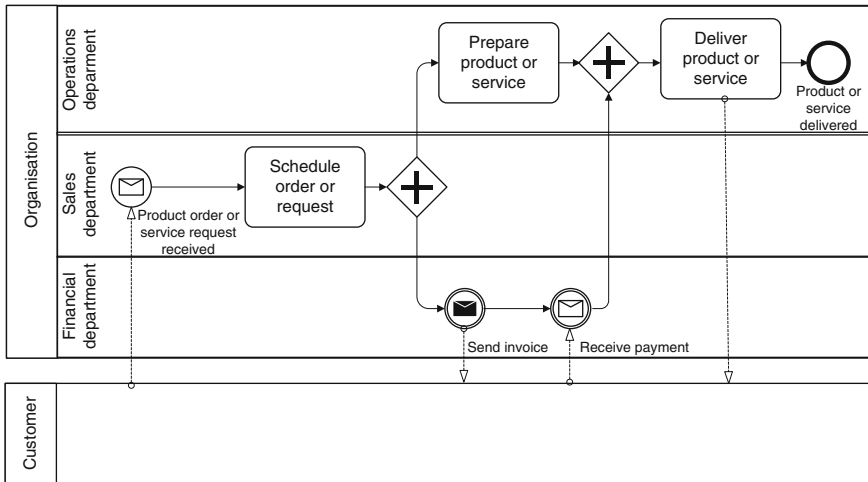 Organisation
Operations
deparment
Prepare
product or
service
Deliver
product or
service
Product or
service
delivered
Sales
department
Schedule
order or
request
Product order or
service request
received
Financial
department
Send invoice
Receive payment
Customer